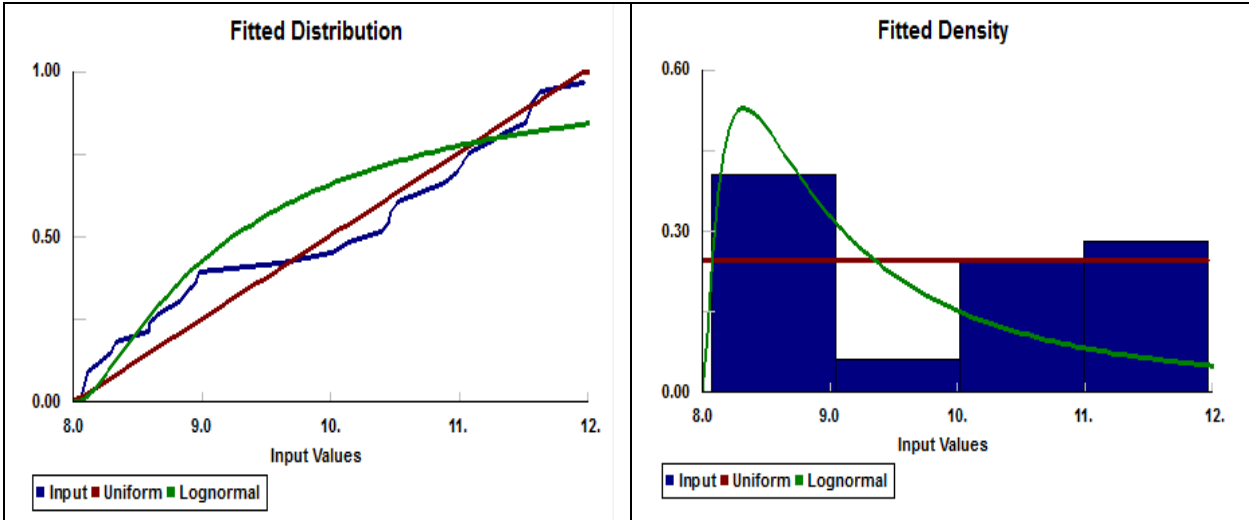 Fitted Distribution
1.00
0.50
0.00
8.0 9.0 10. 11. 12.
Input Values
Input Uniform Lognormal
Fitted Density
0.60
0.30
0.00
8.0 9.0 10. 11. 12.
Input Values
Input Uniform Lognormal